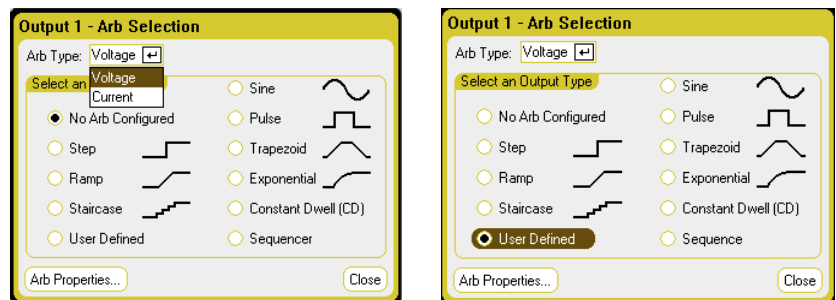 Output 1 - Arb Selection
Arb Type: Voltage
Voltage
Current
Select an
Sine
No Arb Configured
Pulse
Step
Trapezoid
Ramp
Exponential
Staircase
Constant Dwell (CD)
User Defined
Sequencer
Arb Properties...
Close
Output 1 - Arb Selection
Arb Type: Voltage
Select an Output Type
Sine
No Arb Configured
Pulse
Step
Trapezoid
Ramp
Exponential
Staircase
Constant Dwell (CD)
User Defined
Sequence
Arb Properties...
Close